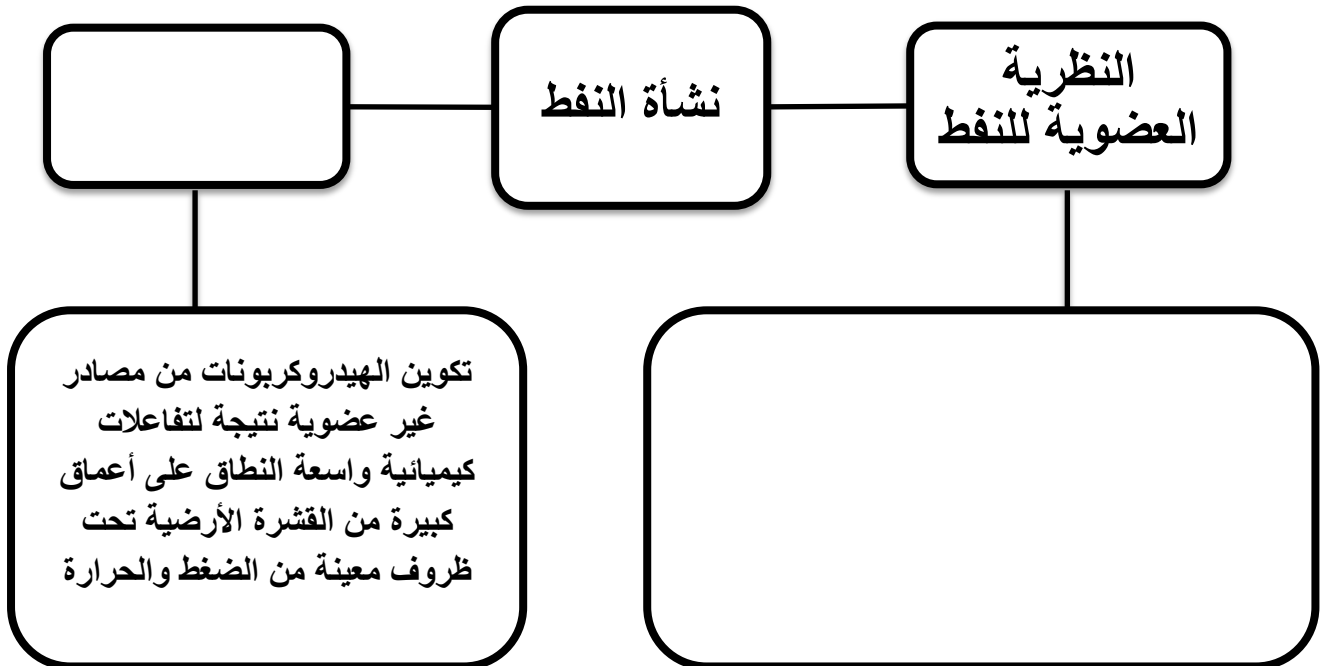 النظرية
العضوية للنفط
نشأة النفط
تكوين الهيدروكربونات من مصادر
غير عضوية نتيجة لتفاعلات
كيميائية واسعة النطاق على أعماق
كبيرة من القشرة الأرضية تحت
ظروف معينة من الضغط والحرارة